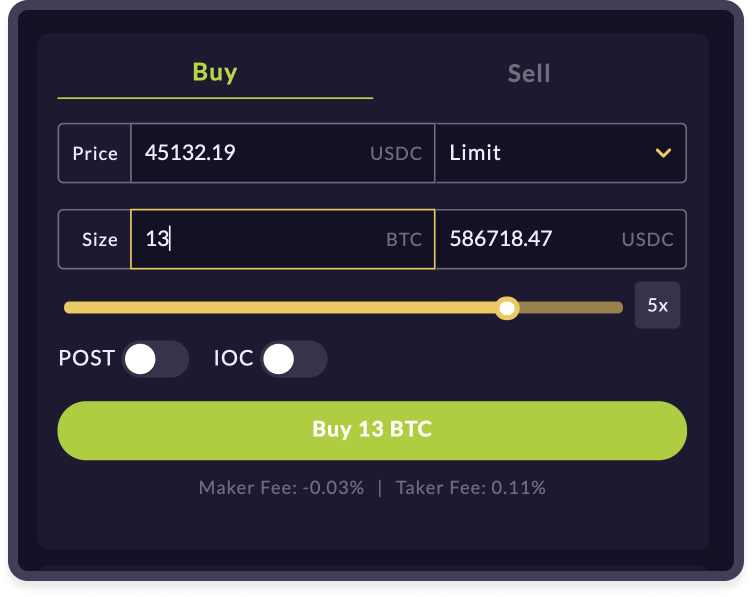 Buy Sell
Price 45132.19 USDC Limit
Size 13 BTC 586718.47 USDC
5x
POST IOC
Buy 13 BTC
Maker Fee: -0.03% | Taker Fee: 0.11%